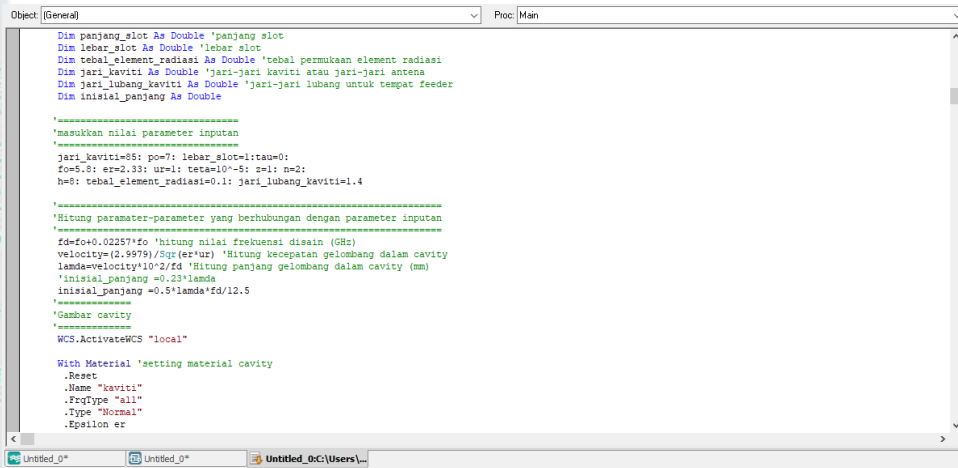 Object: (General) Proc: Main
Dim panjang_slot As Double 'panjang slot
Dim lebar_slot As Double 'lebar slot
Dim tebal_element_radiasi As Double 'tebal permukaan element radiasi
Dim jari_kaviti As Double 'jari-jari kaviti atau jari-jari antena
Dim jari_lubang_kaviti As Double 'jari-jari lubang untuk tempat feeder
Dim inisial_panjang As Double
'================================
'masukkan nilai parameter inputan
'================================
jari_kaviti=85: po=7: lebar_slot=1:tau=0:
fo=5.8: er=2.33: ur=1: teta=10^-5: z=1: n=2:
h=8: tebal_element_radiasi=0.1: jari_lubang_kaviti=1.4
'====================================================================
'Hitung paramater-parameter yang berhubungan dengan parameter inputan
'====================================================================
fd=fo+0.02257*fo 'hitung nilai frekuensi disain (GHz)
velocity=(2.9979)/Sqr(er*ur) 'Hitung kecepatan gelombang dalam cavity
lamda=velocity*10^2/fd 'Hitung panjang gelombang dalam cavity (mm)
'inisial_panjang =0.23*lamda
inisial_panjang =0.5*lamda*fd/12.5
'=============
'Gambar cavity
'=============
WCS.ActivateWCS "local"
With Material 'setting material cavity
.Reset
.Name "kaviti"
.FrqType "all"
.Type "Normal"
.Epsilon er
Untitled_0* Untitled_0* Untitled_0:C:\Users\...